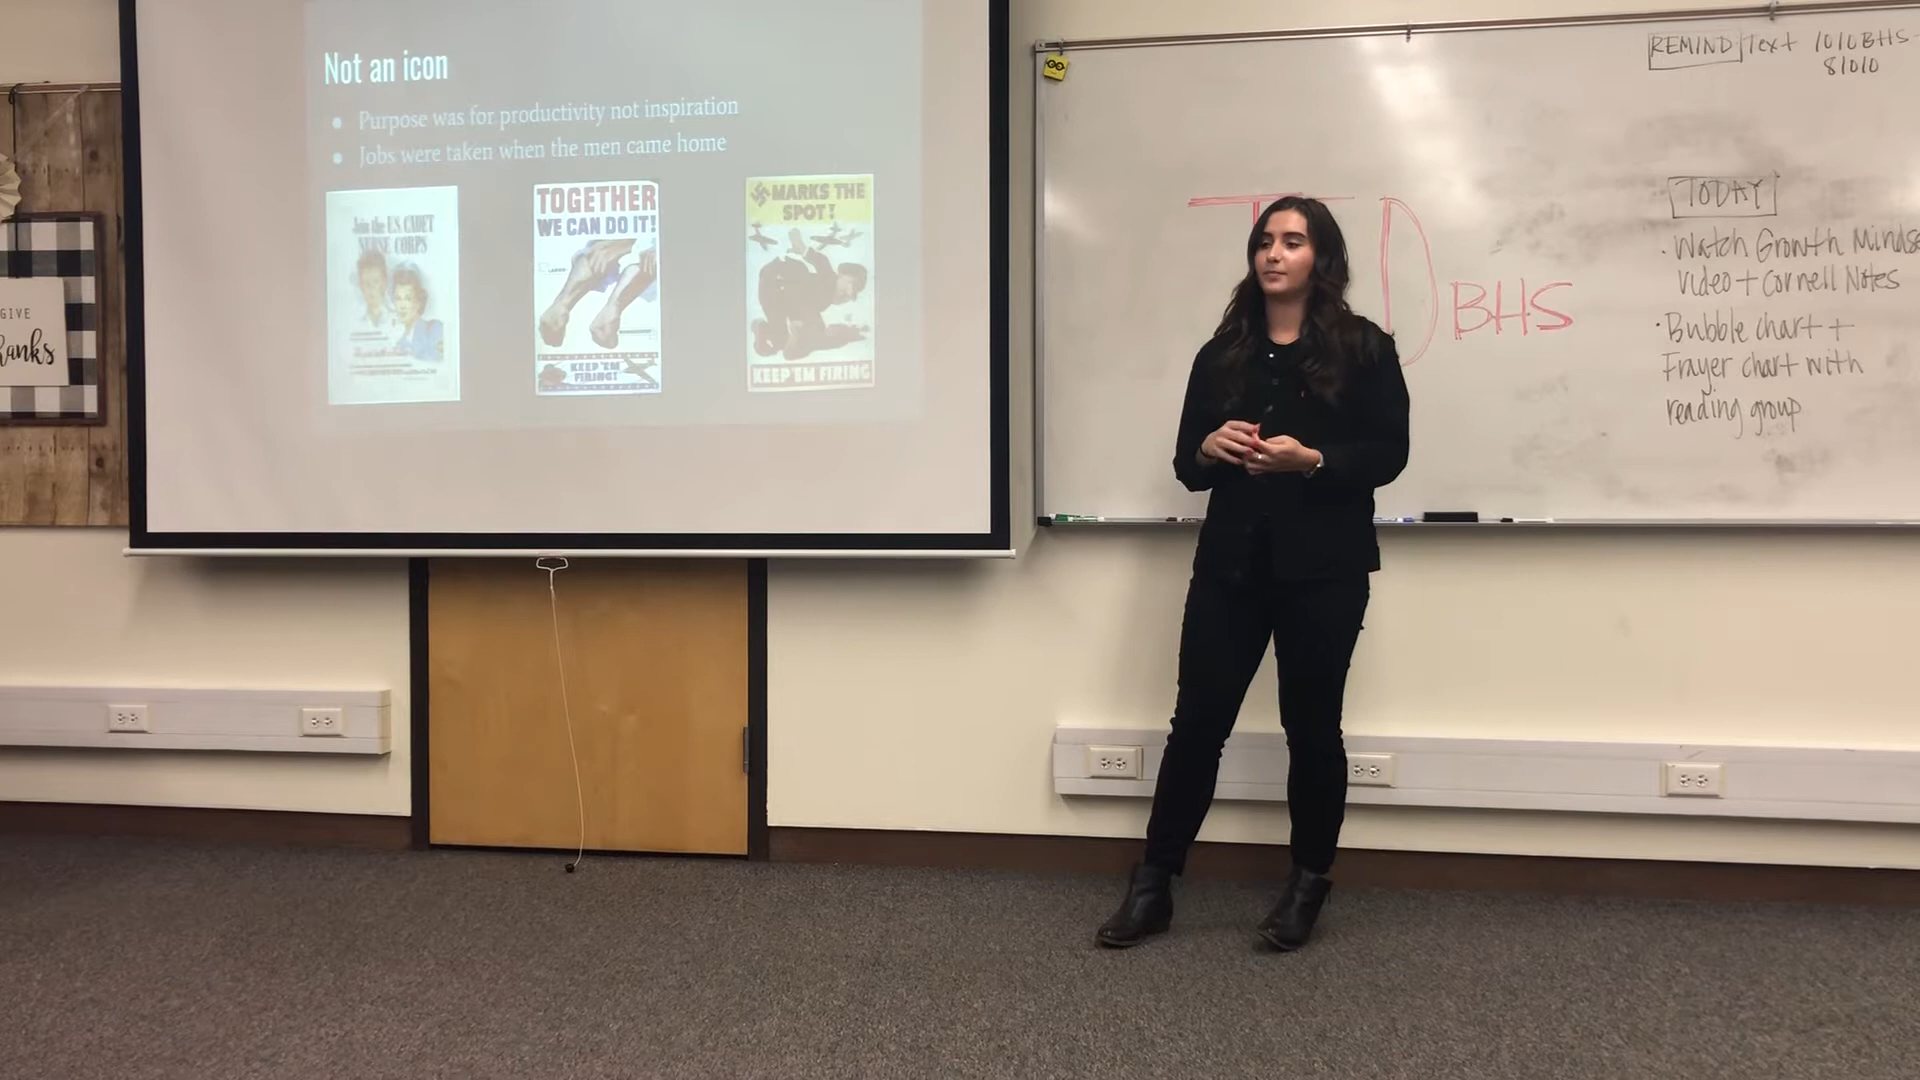 Not an icon
Purpose was for productivity not inspiration
Jobs were taken when the men came home
Join the U.S. CADET
NURSE CORPS
TOGETHER
WE CAN DO IT!
KEEP 'EM
FIRING!
MARKS THE
SPOT!
KEEP 'EM FIRING
GIVE
BHS
REMIND Text 1010BHS-
81010
TODAY
Watch Growth
Video + Cornell Notes
Bubble chart +
Frayer chart with
reading group